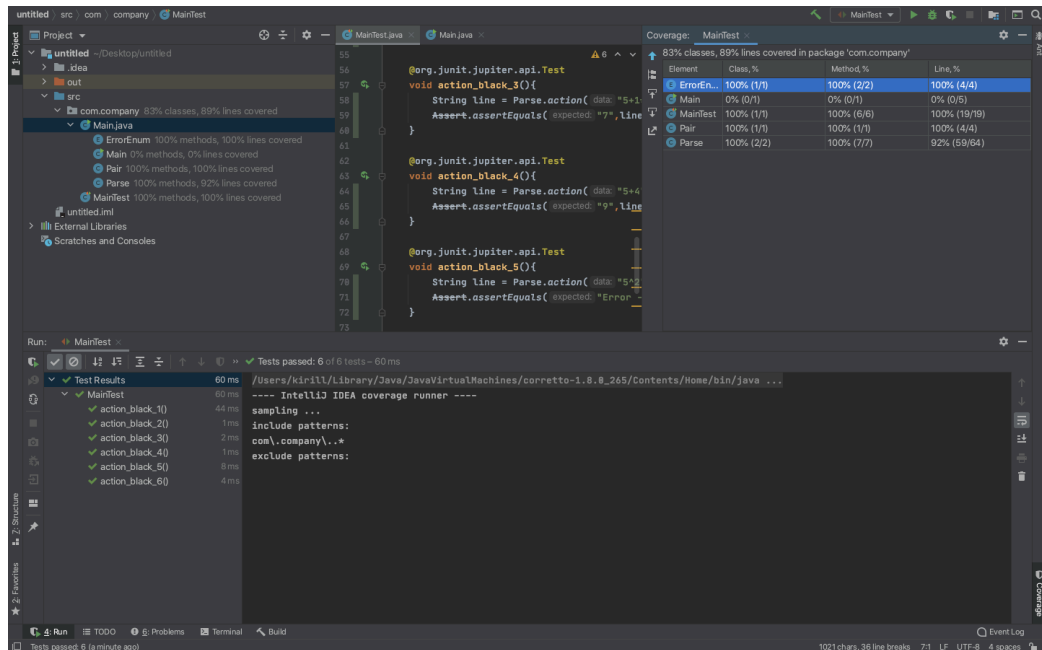 untitled src com company MainTest
MainTest
1: Project
Project
untitled ~/Desktop/untitled
.idea
out
src
com.company 83% classes, 89% lines covered
Main.java
ErrorEnum 100% methods, 100% lines covered
Main 0% methods, 0% lines covered
Pair 100% methods, 100% lines covered
Parse 100% methods, 92% lines covered
MainTest 100% methods, 100% lines covered
untitled.iml
External Libraries
Scratches and Consoles
MainTest.java Main.java
6
55
56 @org.junit.jupiter.api.Test
57 void action_black_3(){
58 String line = Parse.action( data: "5+1
59 Assert.assertEquals( expected: "7",line
60 }
61
62 @org.junit.jupiter.api.Test
63 void action_black_4(){
64 String line = Parse.action( data: "5+4
65 Assert.assertEquals( expected: "9",line
66 }
67
68 @org.junit.jupiter.api.Test
69 void action_black_5(){
70 String line = Parse.action( data: "5^2
71 Assert.assertEquals( expected: "Error -
72 }
73
Coverage: MainTest
83% classes, 89% lines covered in package 'com.company'
Element Class, % Method, % Line, %
ErrorEn... 100% (1/1) 100% (2/2) 100% (4/4)
Main 0% (0/1) 0% (0/1) 0% (0/5)
MainTest 100% (1/1) 100% (6/6) 100% (19/19)
Pair 100% (1/1) 100% (1/1) 100% (4/4)
Parse 100% (2/2) 100% (7/7) 92% (59/64)
Ant
Run: MainTest
Tests passed: 6 of 6 tests – 60 ms
Test Results 60 ms
MainTest 60 ms
action_black_1() 44 ms
action_black_2() 1 ms
action_black_3() 2 ms
action_black_4() 1 ms
action_black_5() 8 ms
action_black_6() 4 ms
/Users/kirill/Library/Java/JavaVirtualMachines/corretto-1.8.0_265/Contents/Home/bin/java ...
---- IntelliJ IDEA coverage runner ----
sampling ...
include patterns:
com\.company\..*
exclude patterns:
Z: Structure
2: Favorites
Coverage
4: Run TODO 6: Problems Terminal Build Event Log
Tests passed: 6 (a minute ago) 1021 chars, 36 line breaks 7:1 LF UTF-8 4 spaces